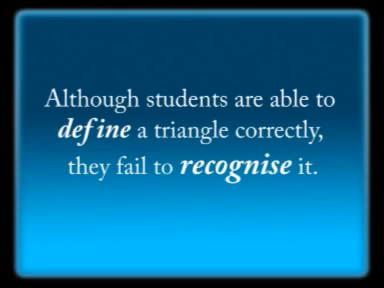 Although students are able to
define a triangle correctly,
they fail to recognise it.